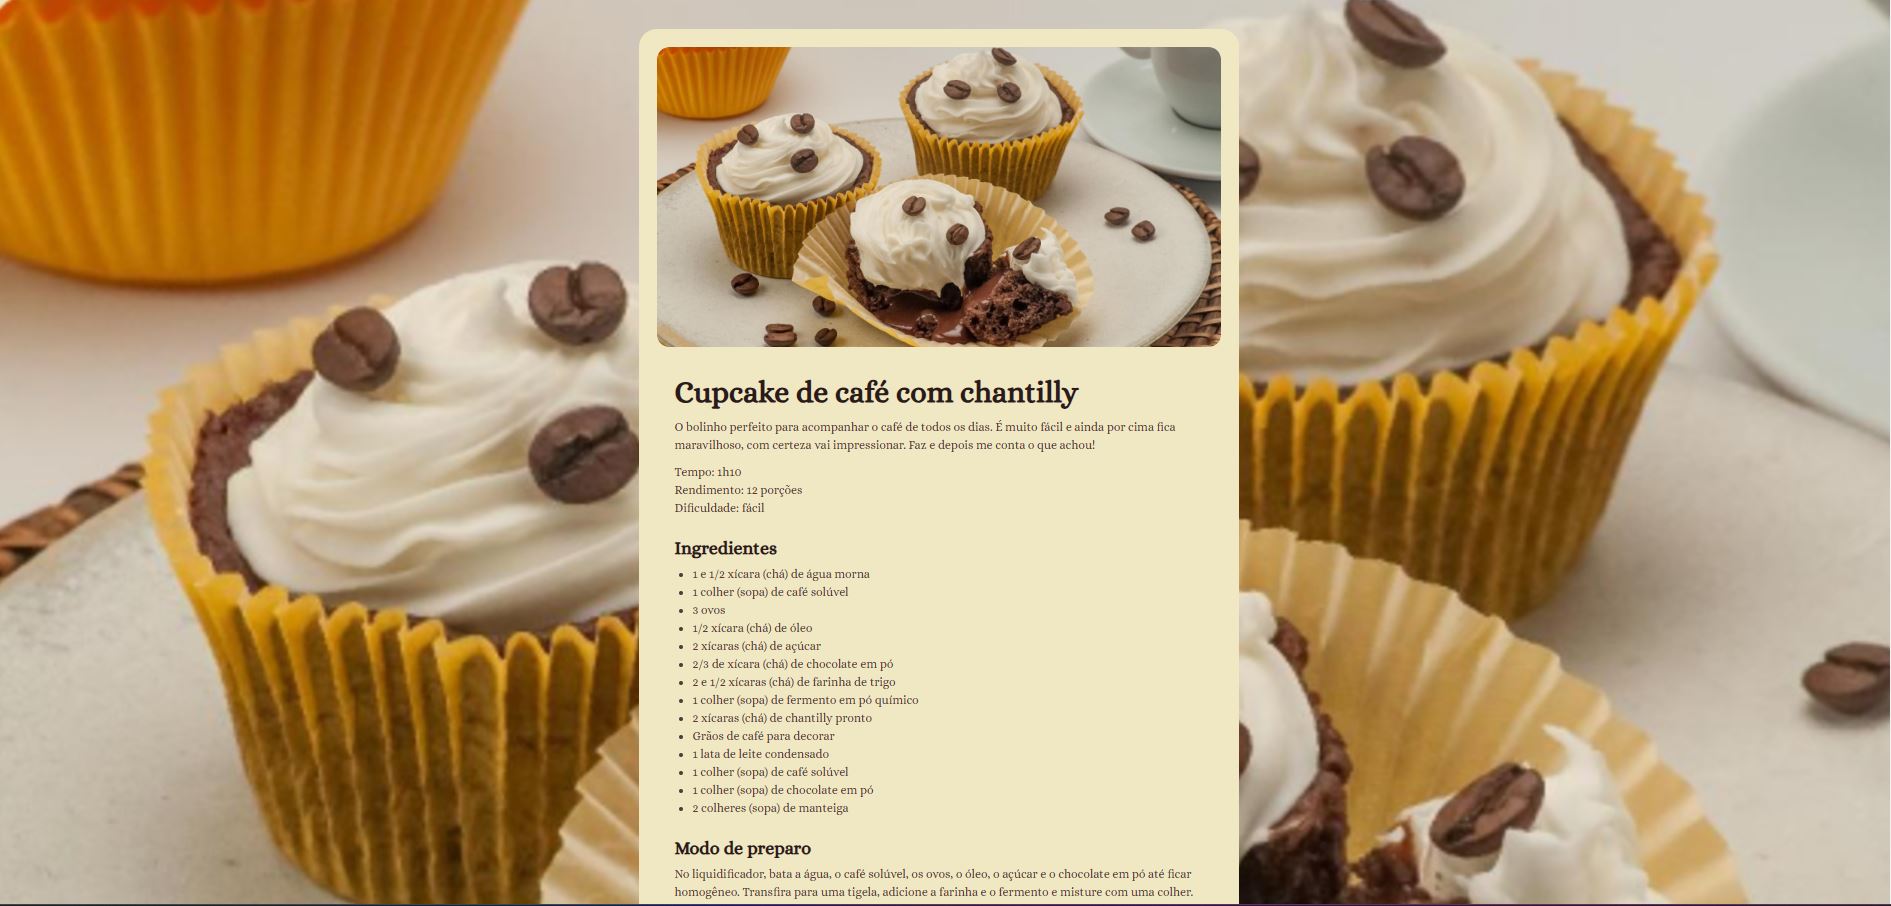 Cupcake de café com chantilly
O bolinho perfeito para acompanhar o café de todos os dias. É muito fácil e ainda por cima fica
maravilhoso, com certeza vai impressionar. Faz e depois me conta o que achou!
Tempo: 1h10
Rendimento: 12 porções
Dificuldade: fácil
Ingredientes
1 e 1/2 xícara (chá) de água morna
1 colher (sopa) de café solúvel
3 ovos
1/2 xícara (chá) de óleo
2 xícaras (chá) de açúcar
2/3 de xícara (chá) de chocolate em pó
2 e 1/2 xícaras (chá) de farinha de trigo
1 colher (sopa) de fermento em pó químico
2 xícaras (chá) de chantilly pronto
Grãos de café para decorar
1 lata de leite condensado
1 colher (sopa) de café solúvel
1 colher (sopa) de chocolate em pó
2 colheres (sopa) de manteiga
Modo de preparo
No liquidificador, bata a água, o café solúvel, os ovos, o óleo, o açúcar e o chocolate em pó até ficar
homogêneo. Transfira para uma tigela, adicione a farinha e o fermento e misture com uma colher.